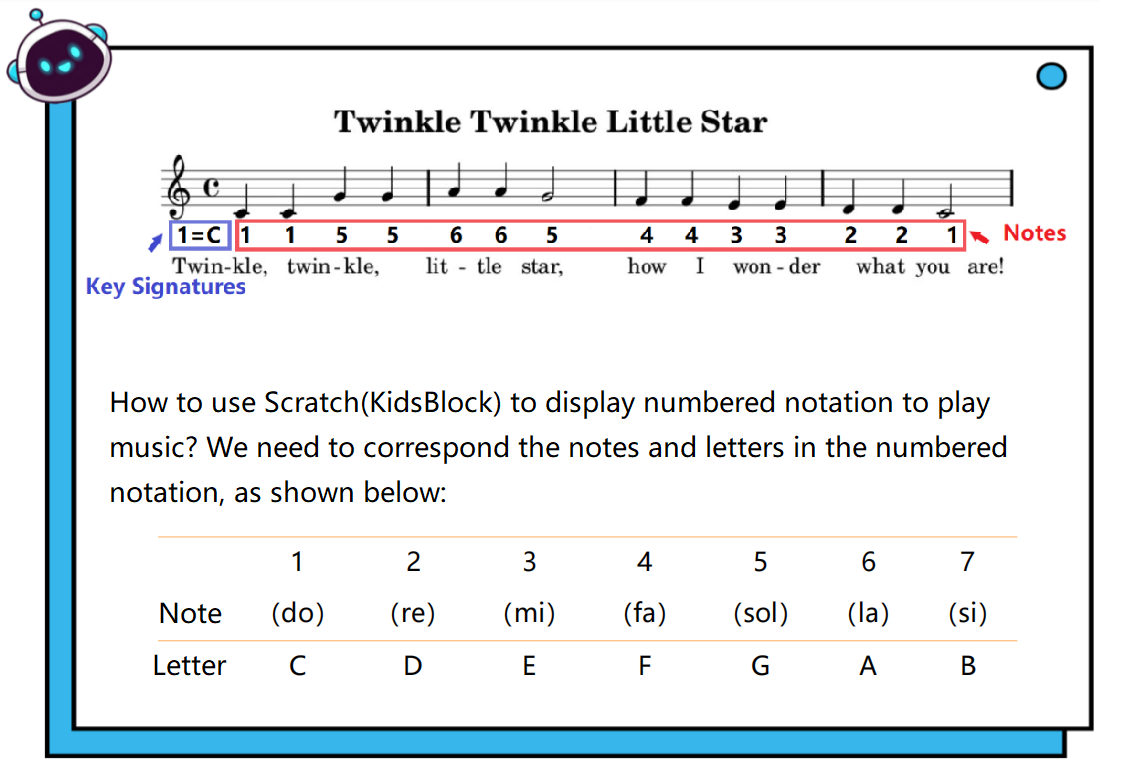 Twinkle Twinkle Little Star
1=C 1 1 5 5 6 6 5 4 4 3 3 2 2 1 Notes
Twin-kle, twin-kle, lit - tle star, how I won-der what you are!
Key Signatures
How to use Scratch(KidsBlock) to display numbered notation to play
music? We need to correspond the notes and letters in the numbered
notation, as shown below:
1 2 3 4 5 6 7
Note (do) (re) (mi) (fa) (sol) (la) (si)
Letter C D E F G A B